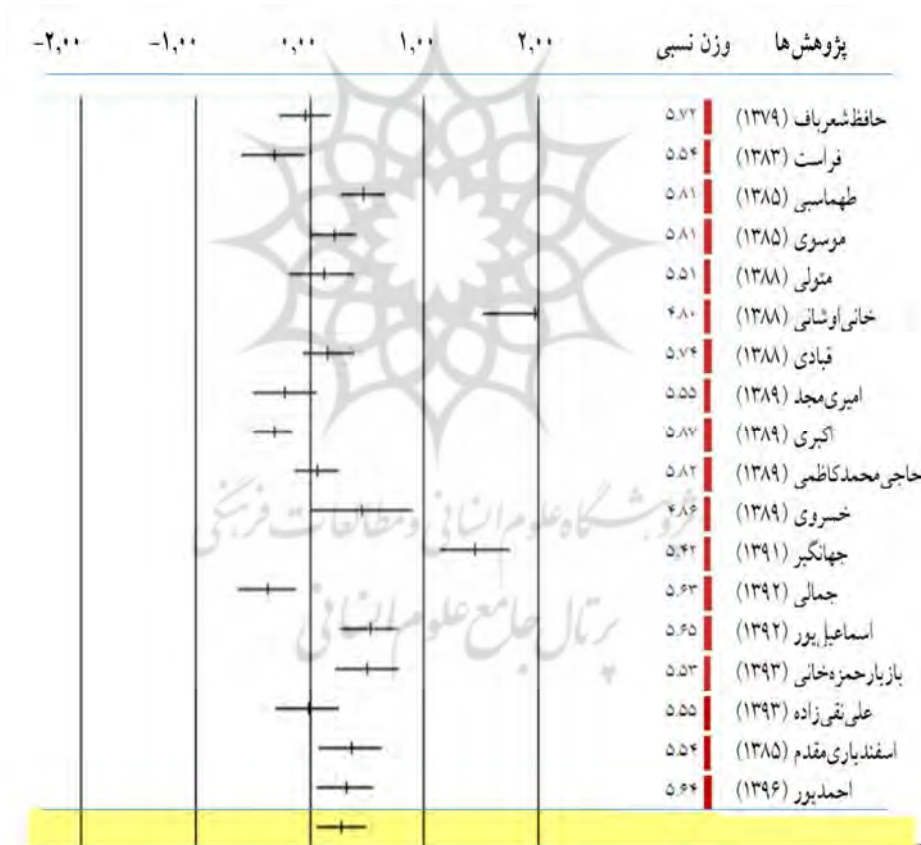 پژوهش‌ها وزن نسبی ۲,۰۰ ۱,۰۰ ۰,۰۰ -۱,۰۰ -۲,۰۰
حافظ‌شعرباف (۱۳۷۹) ۵.۷۲
فراست (۱۳۸۳) ۵.۵۴
طهماسبی (۱۳۸۵) ۵.۸۱
موسوی (۱۳۸۵) ۵.۸۱
متولی (۱۳۸۸) ۵.۵۱
خانی‌اوشانی (۱۳۸۸) ۴.۸۰
قبادی (۱۳۸۸) ۵.۷۴
امیری‌مجد (۱۳۸۹) ۵.۵۵
اکبری (۱۳۸۹) ۵.۸۷
حاجی‌محمدکاظمی (۱۳۸۹) ۵.۸۲
خسروی (۱۳۸۹) ۴.۸۶
پژوهشگاه علوم انسانی و مطالعات فرهنگی
جهانگیر (۱۳۹۱) ۵.۴۲
جمالی (۱۳۹۲) ۵.۶۳
پرتال جامع علوم انسانی
اسماعیل‌پور (۱۳۹۲) ۵.۶۵
بازیارحمزه‌خانی (۱۳۹۳) ۵.۵۳
علی‌نقی‌زاده (۱۳۹۳) ۵.۵۵
اسفندیاری‌مقدم (۱۳۸۵) ۵.۵۴
احمدپور (۱۳۹۶) ۵.۶۴